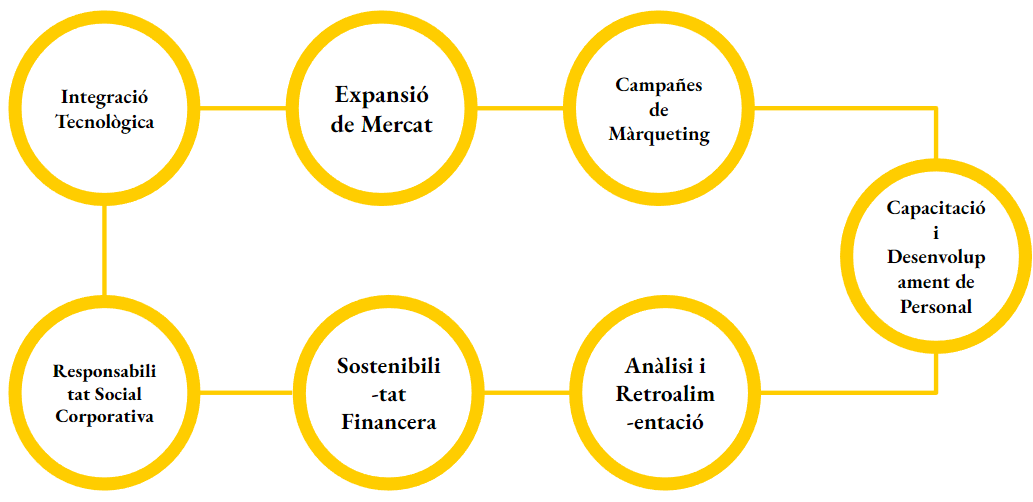 Integració
Tecnològica
Expansió
de Mercat
Campañes
de
Màrqueting
Capacitació
i
Desenvolup
ament de
Personal
Responsabili
tat Social
Corporativa
Sostenibili
-tat
Financera
Anàlisi i
Retroalim
-entació